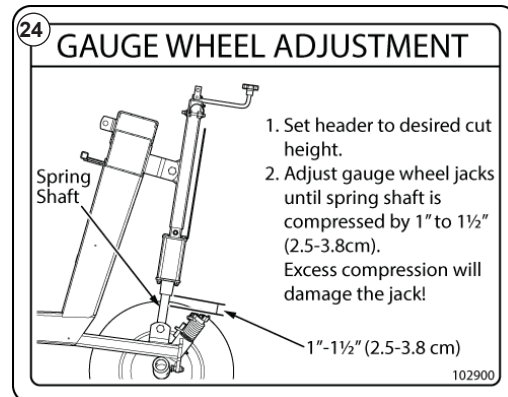 24
GAUGE WHEEL ADJUSTMENT
Spring
Shaft
1. Set header to desired cut
height.
2. Adjust gauge wheel jacks
until spring shaft is
compressed by 1” to 1½”
(2.5-3.8cm).
Excess compression will
damage the jack!
1”-1½” (2.5-3.8 cm)
102900